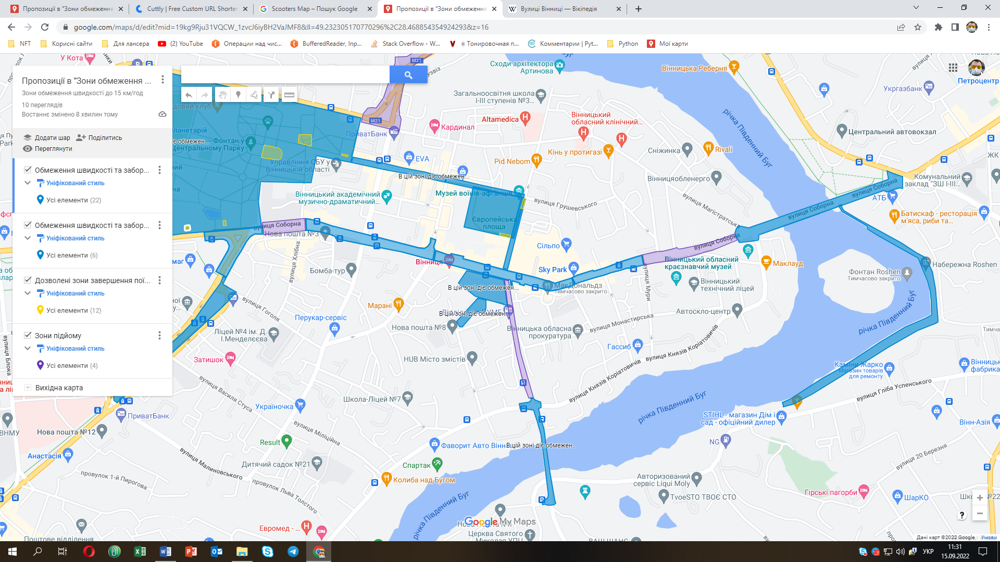 Пропозиції в "Зони обмеження
Cuttly | Free Custom URL Shorten
Scooters Map – Пошук Google
Пропозиції в "Зони обмеження
Вулиці Вінниці — Вікіпедія
google.com/maps/d/edit?mid=19kg9Rju31VQCW_1zvcJ6iyBH2VaJMF8&ll=49.232305170770296%2C28.468854354924293&z=16
NFT
Корисні сайти
Для лансера
(2) YouTube
Операции над чис...
BufferedReader, Inp...
Stack Overflow - W...
Тонировочная п...
Комментарии | Pyt...
Python
Мої карти
Пропозиції в "Зони обмеження ...
Зони обмеження швидкості до 15 км/год
10 переглядів
Востаннє змінено 8 хвилин тому
Додати шар
Поділитись
Переглянути
Обмеження швидкості та забор...
Уніфікований стиль
Усі елементи (22)
Обмеження швидкості та забор...
Уніфікований стиль
Усі елементи (6)
Дозволені зони завершення пої...
Уніфікований стиль
Усі елементи (12)
Зони підйому
Уніфікований стиль
Усі елементи (4)
Вихідна карта
У Кота
M21
M21
Сходи архітектора
Артинова
Вінницька Реберня
Укргазбанк
Петроцентр
Загальноосвітня школа
І-ІІІ ступенів №3...
Altamedica
Вінницький
обласний клінічний...
Кардинал
ПриватБанк
річка Південний Буг
Центральний автовокзал
Фонтан у
Центральному Парку
EVA
Управління СБУ у
Вінницькій області
Pid Nebom
Кінь у протигазі
Сніжинка
Rivali
ЖК
В цій зоні діє обмежен...
Вінницяобленерго
Комунальний
заклад "ЗШ І-ІІІ...
Вінницький академічний
музично-драматичний...
Музей воїнів-афганців
вулиця Грушевського
вулиця Магістратська
вулиця Соборна
вулиця Соборна
АТБ
Батискаф - ресторація
м'яса, риби та...
Європейська
площа
Нова пошта №3
вулиця Хлібна
Сільпо
вулиця Соборна
Вінниця
Sky Park
Вінницький обласний
краєзнавчий музей
Маклауд
Набережна Roshen
Фонтан Roshen
Тимчасово закрито
Бомба-тур
МакДональдз
Тимчасово закрито
вулиця Мури
Вінницький
технічний ліцей
В цій зоні діє обмежен...
вулиця Гоголя
Марані
В цій зоні діє обмежен...
Перукар-сервіс
Нова пошта №8
Автоскло-центр
вулиця Монастирська
річка Південний Буг
Ліцей №4 ім. Д.
І.Менделєєва
Вінницька обласна
прокуратура
Гассиб
вулиця Князів Коріатовичів
вулиця Князів Коріатовичів
Затишок
HUB Місто змістів
Каміни Жарко
Магазин товарів
для ремонту
вулиця Блока
вулиця Василя Стуса
Школа-Ліцей №7
вулиця Гліба Успенського
Україночка
річка Південний Буг
ПриватБанк
STIHL - магазин Дім і
сад - офіційний дилер
Вінн-Азія
Нова пошта №12
вулиця Міліційна
Result
NG
В цій зоні діє обмежен...
Анастасія
вулиця Малиновського
Дитячий садок №21
Спартак
вулиця 20 Березня
провулок 1-й Пирогова
Колиба над Бугом
Авторизований
сервіс Liqui Moly
Гірські пагорби
провулок Льва Толстого
TvoeSTO ТВОЄ СТО
ШарКО
річка Південний Буг
Google My Maps
Евромед - ...
Церква Святого
Миколая УПЦ
Поштове відділення
Дані карт ©2022 Google
Умови
УКР
11:31
15.09.2022